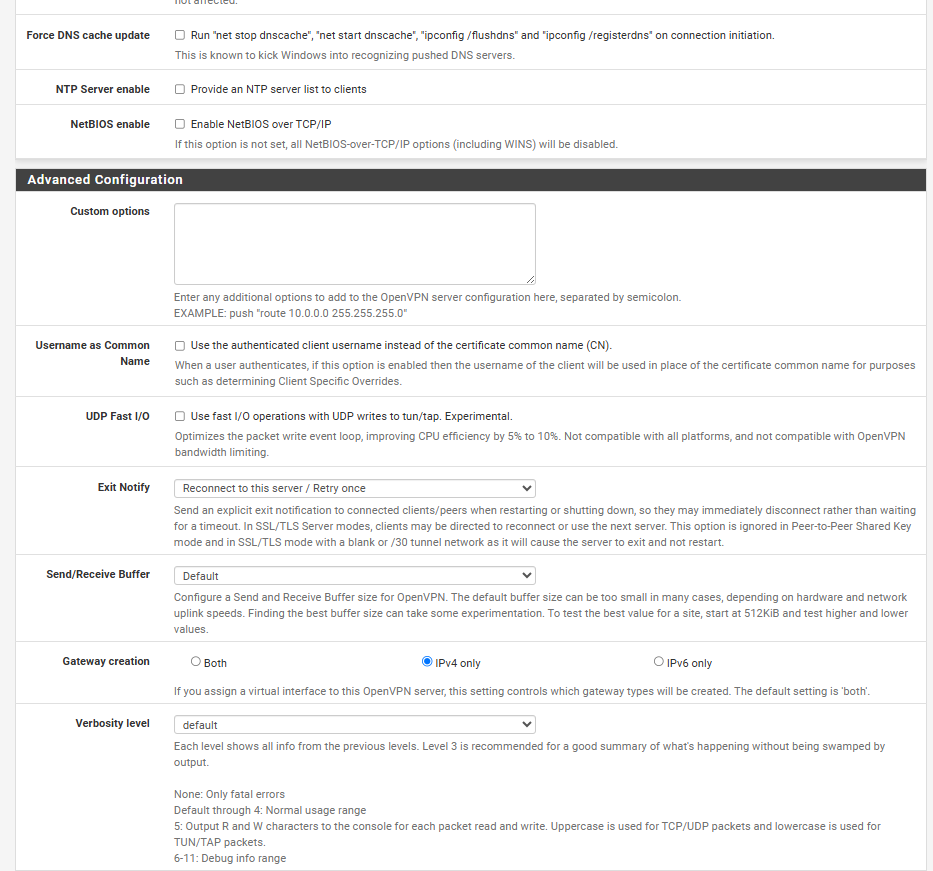 not affected.
Force DNS cache update
Run "net stop dnscache", "net start dnscache", "ipconfig /flushdns" and "ipconfig /registerdns" on connection initiation.
This is known to kick Windows into recognizing pushed DNS servers.
NTP Server enable
Provide an NTP server list to clients
NetBIOS enable
Enable NetBIOS over TCP/IP
If this option is not set, all NetBIOS-over-TCP/IP options (including WINS) will be disabled.
Advanced Configuration
Custom options
Enter any additional options to add to the OpenVPN server configuration here, separated by semicolon.
EXAMPLE: push "route 10.0.0.0 255.255.255.0"
Username as Common
Name
Use the authenticated client username instead of the certificate common name (CN).
When a user authenticates, if this option is enabled then the username of the client will be used in place of the certificate common name for purposes
such as determining Client Specific Overrides.
UDP Fast I/O
Use fast I/O operations with UDP writes to tun/tap. Experimental.
Optimizes the packet write event loop, improving CPU efficiency by 5% to 10%. Not compatible with all platforms, and not compatible with OpenVPN
bandwidth limiting.
Exit Notify
Reconnect to this server / Retry once
Send an explicit exit notification to connected clients/peers when restarting or shutting down, so they may immediately disconnect rather than waiting
for a timeout. In SSL/TLS Server modes, clients may be directed to reconnect or use the next server. This option is ignored in Peer-to-Peer Shared Key
mode and in SSL/TLS mode with a blank or /30 tunnel network as it will cause the server to exit and not restart.
Send/Receive Buffer
Default
Configure a Send and Receive Buffer size for OpenVPN. The default buffer size can be too small in many cases, depending on hardware and network
uplink speeds. Finding the best buffer size can take some experimentation. To test the best value for a site, start at 512KiB and test higher and lower
values.
Gateway creation
Both
IPv4 only
IPv6 only
If you assign a virtual interface to this OpenVPN server, this setting controls which gateway types will be created. The default setting is 'both'.
Verbosity level
default
Each level shows all info from the previous levels. Level 3 is recommended for a good summary of what's happening without being swamped by
output.
None: Only fatal errors
Default through 4: Normal usage range
5: Output R and W characters to the console for each packet read and write. Uppercase is used for TCP/UDP packets and lowercase is used for
TUN/TAP packets.
6-11: Debug info range